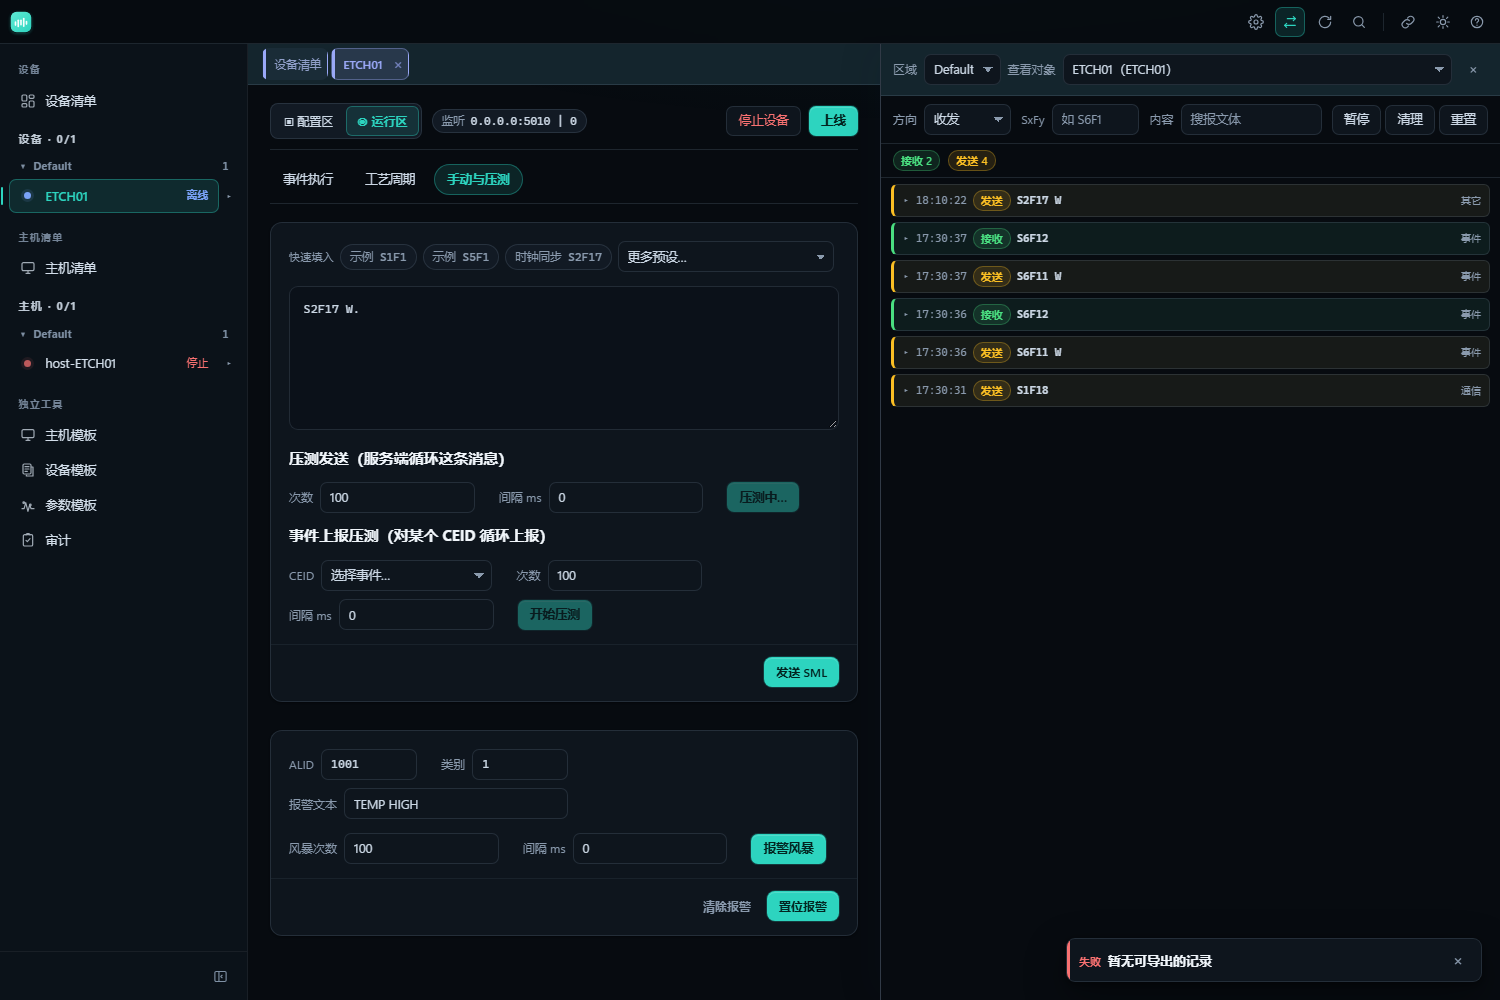 设备
设备清单
设备 · 0/1
Default 1
ETCH01 离线
主机清单
主机清单
主机 · 0/1
Default 1
host-ETCH01 停止
独立工具
主机模板
设备模板
参数模板
审计
设备清单 ETCH01 ×
配置区 运行区 监听 0.0.0.0:5010 | 0 停止设备 上线
事件执行 工艺周期 手动与压测
快速填入 示例 S1F1 示例 S5F1 时钟同步 S2F17 更多预设...
S2F17 W.
压测发送（服务端循环这条消息）
次数 100 间隔 ms 0 压测中...
事件上报压测（对某个 CEID 循环上报）
CEID 选择事件... 次数 100
间隔 ms 0 开始压测
发送 SML
ALID 1001 类别 1
报警文本 TEMP HIGH
风暴次数 100 间隔 ms 0 报警风暴
清除报警 置位报警
区域 Default 查看对象 ETCH01（ETCH01） ×
方向 收发 SxFy 如 S6F1 内容 搜报文体 暂停 清理 重置
接收 2 发送 4
18:10:22 发送 S2F17 W 其它
17:30:37 接收 S6F12 事件
17:30:37 发送 S6F11 W 事件
17:30:36 接收 S6F12 事件
17:30:36 发送 S6F11 W 事件
17:30:31 发送 S1F18 通信
失败 暂无可导出的记录 ×